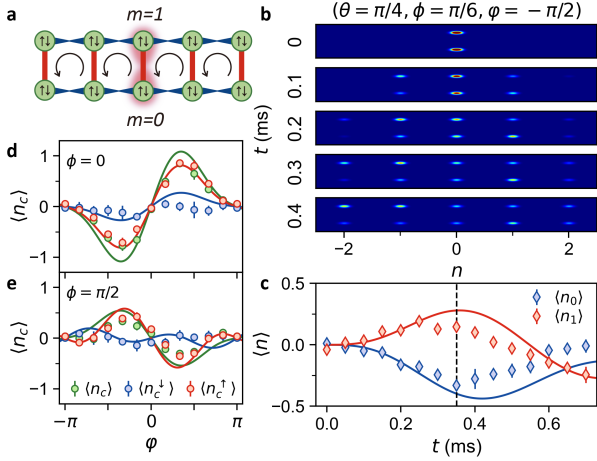 a
m=1
m=0
b
(θ = π/4, ϕ = π/6, φ = − π/2)
t (ms)
0
0.1
0.2
0.3
0.4
−2
−1
0
1
2
n
d
ϕ = 0
⟨n_c⟩
1
0
−1
e
ϕ = π/2
⟨n_c⟩
1
0
−1
⟨n_c⟩ ⟨n_c^↓⟩ ⟨n_c^↑⟩
−π 0 π
φ
c
⟨n⟩
0.5
0.0
−0.5
⟨n_0⟩
⟨n_1⟩
0.0 0.2 0.4 0.6
t (ms)